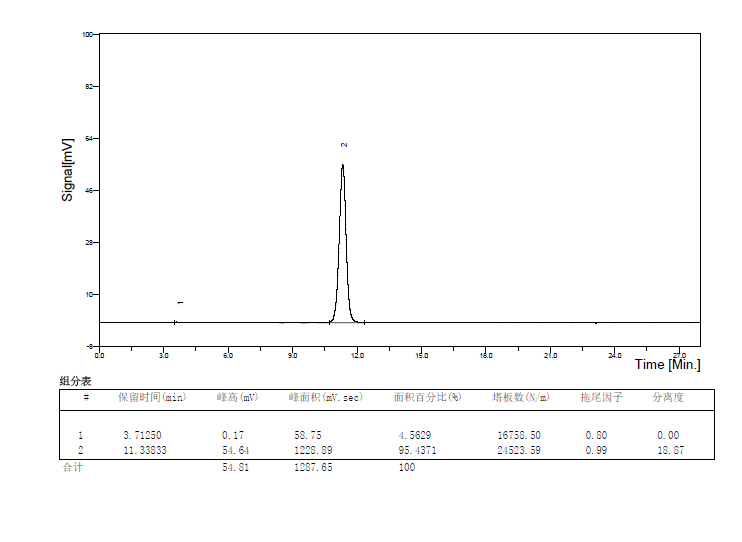 100
82
64
46
28
10
-8
Signal[mV]
1
2
0.0 3.0 6.0 9.0 12.0 15.0 18.0 21.0 24.0 27.0
Time [Min.]
组分表
# 保留时间(min) 峰高(mV) 峰面积(mV.sec) 面积百分比(%) 塔板数(N/m) 拖尾因子 分离度
1 3.71250 0.17 58.75 4.5629 16758.50 0.80 0.00
2 11.33833 54.64 1228.89 95.4371 24523.59 0.99 18.87
合计 54.81 1287.65 100